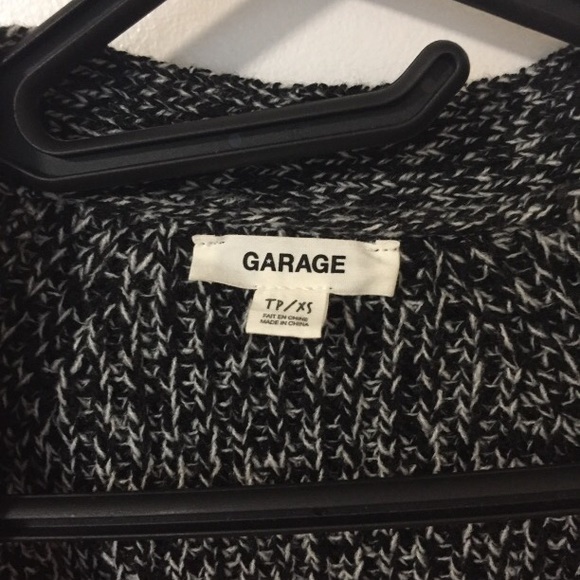 GARAGE
TP/XS
FAIT EN CHINE
MADE IN CHINA